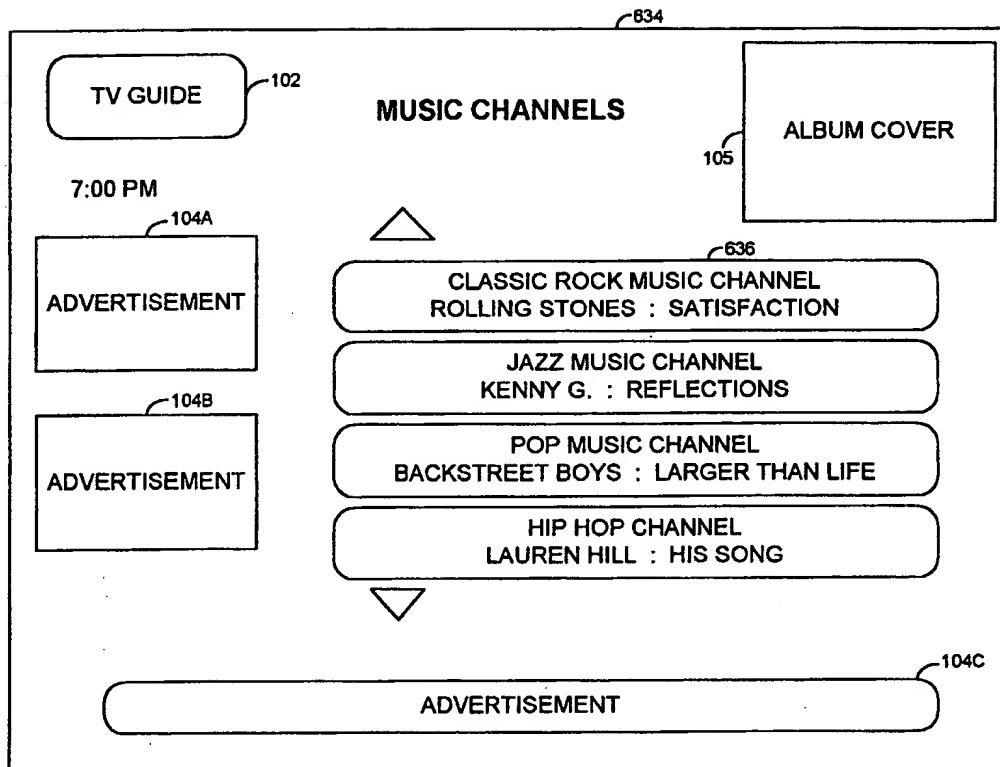 634
TV GUIDE
102
MUSIC CHANNELS
ALBUM COVER
105
7:00 PM
104A
ADVERTISEMENT
636
CLASSIC ROCK MUSIC CHANNEL
ROLLING STONES : SATISFACTION
JAZZ MUSIC CHANNEL
KENNY G. : REFLECTIONS
104B
ADVERTISEMENT
POP MUSIC CHANNEL
BACKSTREET BOYS : LARGER THAN LIFE
HIP HOP CHANNEL
LAUREN HILL : HIS SONG
104C
ADVERTISEMENT